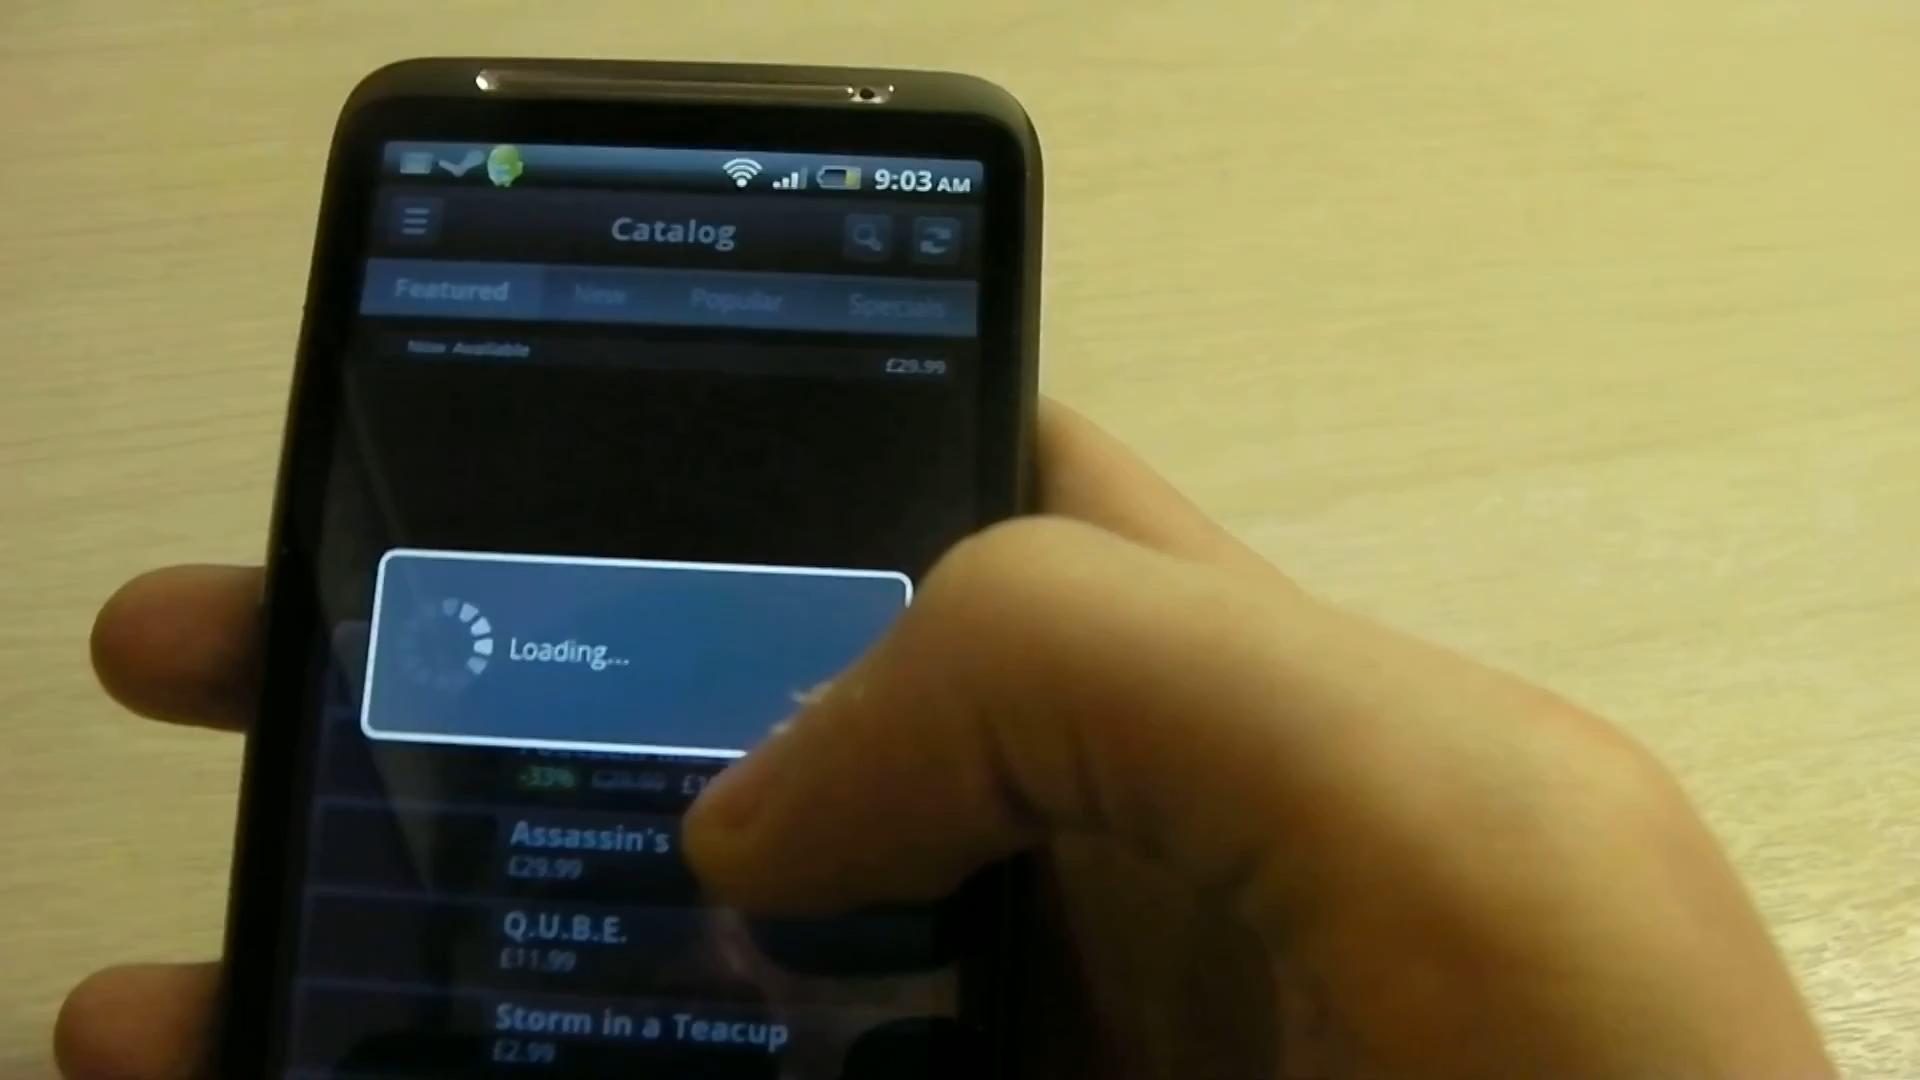 9:03 AM
Catalog
Featured New Popular Specials
Now Available
£29.99
Loading...
-33%
Assassin's
£29.99
Q.U.B.E.
£11.99
Storm in a Teacup
£2.99